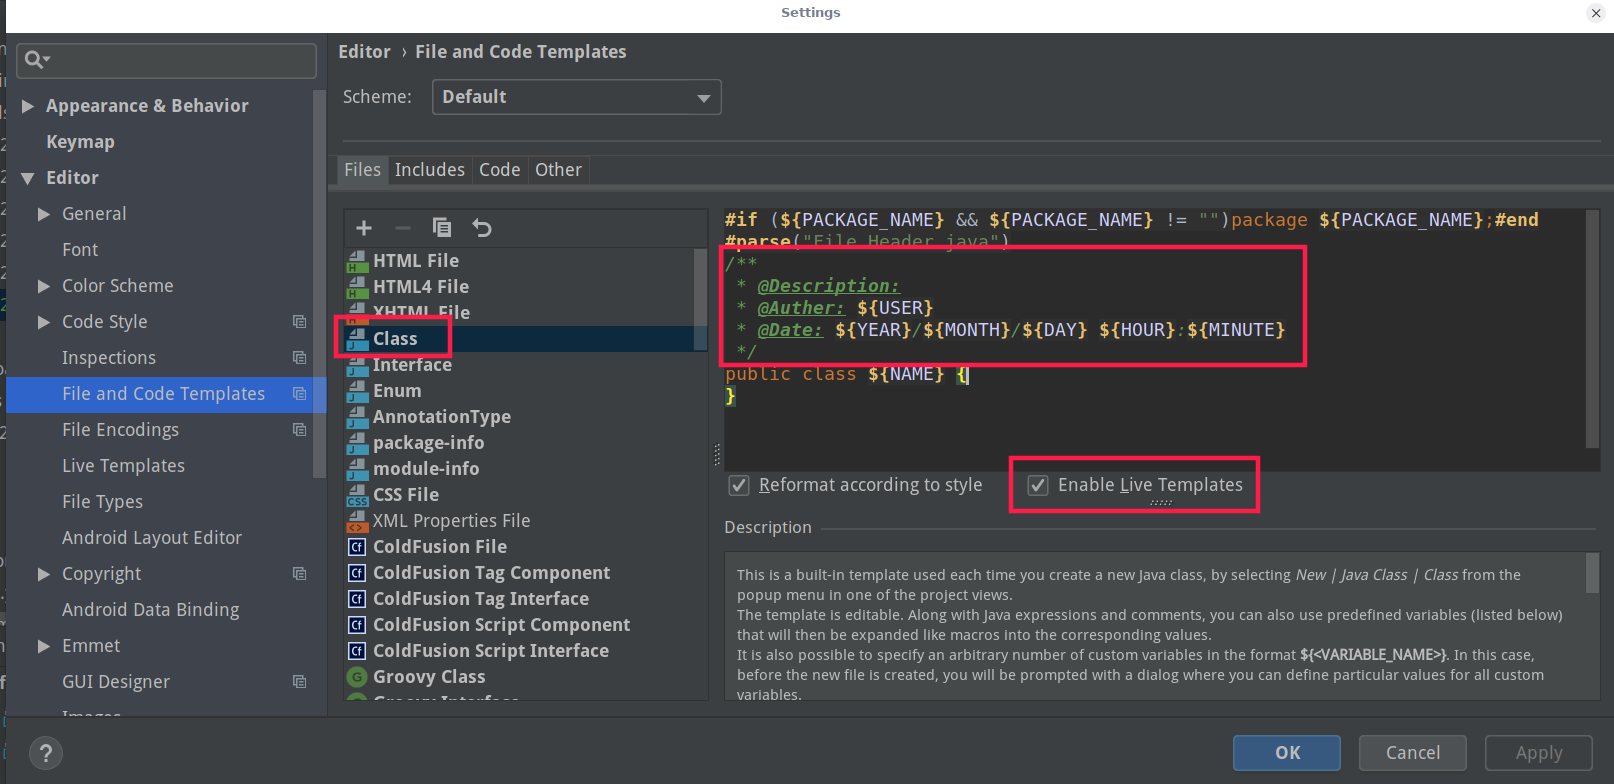 Settings
Editor › File and Code Templates
Scheme:
Default
Appearance & Behavior
Keymap
Editor
General
Font
Color Scheme
Code Style
Inspections
File and Code Templates
File Encodings
Live Templates
File Types
Android Layout Editor
Copyright
Android Data Binding
Emmet
GUI Designer
Images
Files
Includes
Code
Other
HTML File
HTML4 File
XHTML File
Class
Interface
Enum
AnnotationType
package-info
module-info
CSS File
XML Properties File
ColdFusion File
ColdFusion Tag Component
ColdFusion Tag Interface
ColdFusion Script Component
ColdFusion Script Interface
Groovy Class
Groovy Interface
#if (${PACKAGE_NAME} && ${PACKAGE_NAME} != "")package ${PACKAGE_NAME};#end
#parse("File Header.java")
/**
* @Description:
* @Auther: ${USER}
* @Date: ${YEAR}/${MONTH}/${DAY} ${HOUR}:${MINUTE}
*/
public class ${NAME} {
}
Reformat according to style
Enable Live Templates
Description
This is a built-in template used each time you create a new Java class, by selecting New | Java Class | Class from the
popup menu in one of the project views.
The template is editable. Along with Java expressions and comments, you can also use predefined variables (listed below)
that will then be expanded like macros into the corresponding values.
It is also possible to specify an arbitrary number of custom variables in the format ${<VARIABLE_NAME>}. In this case,
before the new file is created, you will be prompted with a dialog where you can define particular values for all custom
variables.
?
OK
Cancel
Apply